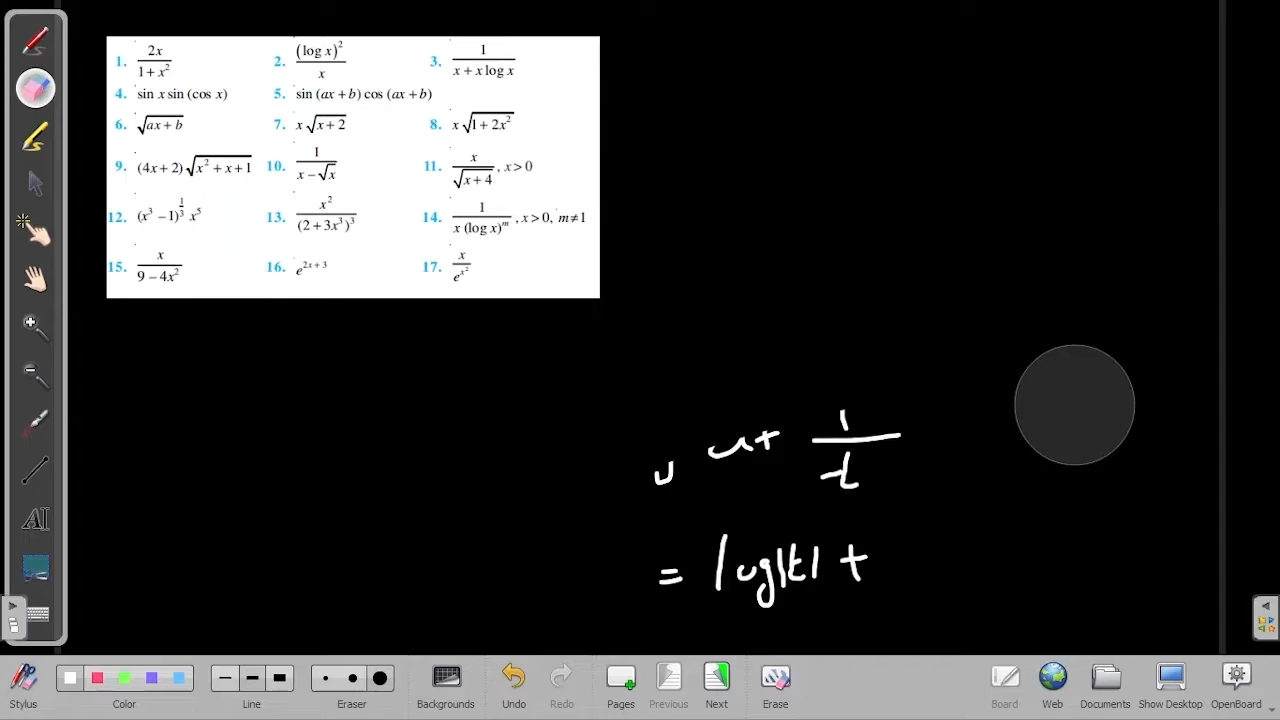 1. 2x/(1 + x²) 2. (log x)²/x 3. 1/(x + x log x)
4. sin x sin (cos x) 5. sin (ax + b) cos (ax + b)
6. √(ax + b) 7. x√(x + 2) 8. x√(1 + 2x²)
9. (4x + 2)√(x² + x + 1) 10. 1/(x – √x) 11. x/√(x + 4), x > 0
12. (x³ – 1)^(1/3) x⁵ 13. x²/(2 + 3x³)³ 14. 1/(x (log x)^m), x > 0, m ≠ 1
15. x/(9 – 4x²) 16. e^(2x + 3) 17. x/e^(x²)
1/t
= log|t| +
AI
Stylus Color Line Eraser Backgrounds Undo Redo Pages Previous Next Erase Board Web Documents Show Desktop OpenBoard